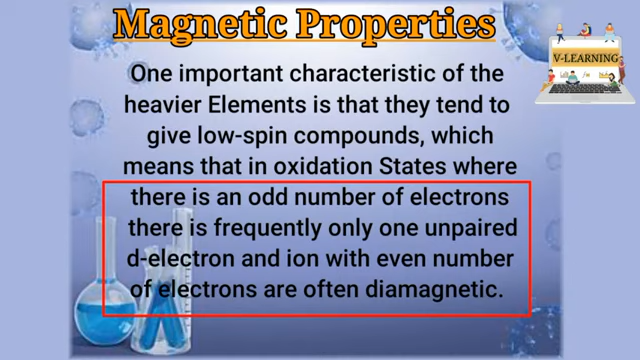 Magnetic Properties
V-LEARNING
One important characteristic of the
heavier Elements is that they tend to
give low-spin compounds, which
means that in oxidation States where
there is an odd number of electrons
there is frequently only one unpaired
d-electron and ion with even number
of electrons are often diamagnetic.